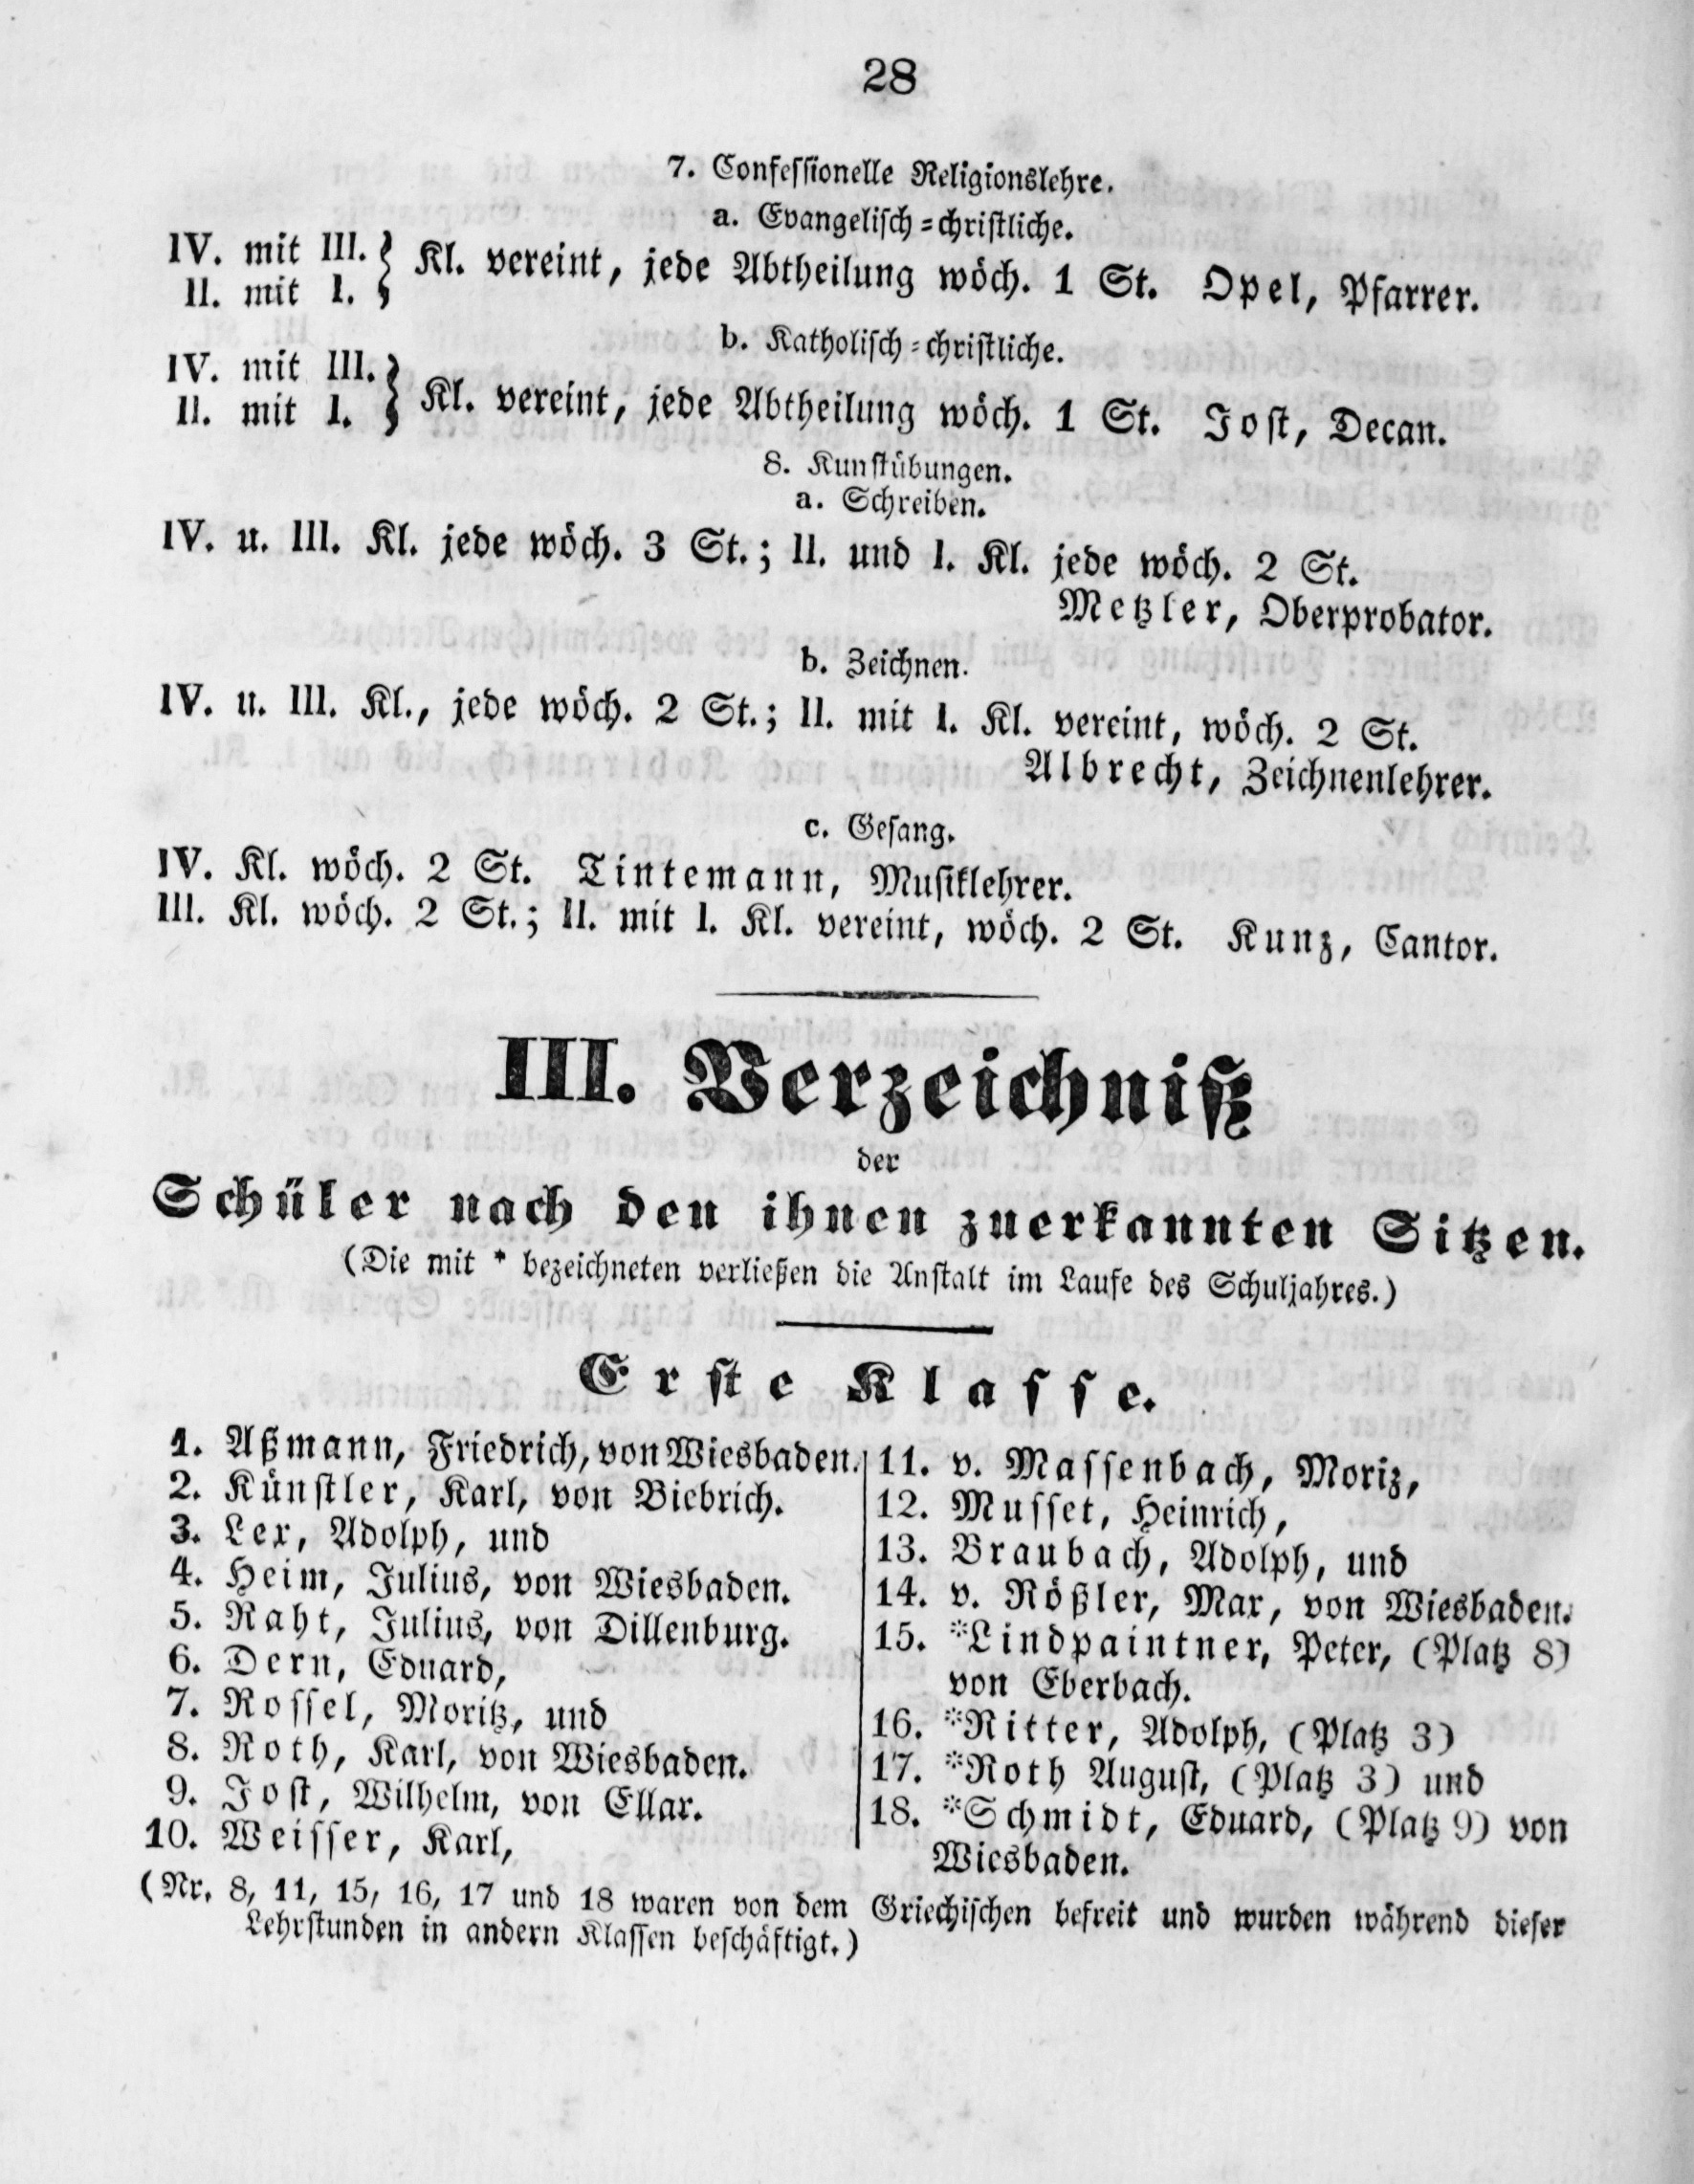 28
7. Confessionelle Religionslehre.
a. Evangelisch=christliche.
IV. mit III. } Kl. vereint, jede Abtheilung wöch. 1 St. Opel, Pfarrer.
II. mit I.
b. Katholisch=christliche.
IV. mit III. } Kl. vereint, jede Abtheilung wöch. 1 St. Jost, Decan.
II. mit I.
8. Kunstübungen.
a. Schreiben.
IV. u. III. Kl. jede wöch. 3 St.; II. und I. Kl. jede wöch. 2 St.
Metzler, Oberprobator.
b. Zeichnen.
IV. u. III. Kl., jede wöch. 2 St.; II. mit I. Kl. vereint, wöch. 2 St.
Albrecht, Zeichnenlehrer.
c. Gesang.
IV. Kl. wöch. 2 St. Tintemann, Musiklehrer.
III. Kl. wöch. 2 St.; II. mit I. Kl. vereint, wöch. 2 St. Kunz, Cantor.
III. Verzeichniß
der
Schüler nach den ihnen zuerkannten Sitzen.
(Die mit * bezeichneten verließen die Anstalt im Laufe des Schuljahres.)
Erste Klasse.
1. Aßmann, Friedrich, von Wiesbaden.
2. Künstler, Karl, von Biebrich.
3. Lex, Adolph, und
4. Heim, Julius, von Wiesbaden.
5. Raht, Julius, von Dillenburg.
6. Dern, Eduard,
7. Rossel, Moritz, und
8. Roth, Karl, von Wiesbaden.
9. Jost, Wilhelm, von Ellar.
10. Weisser, Karl,
11. v. Massenbach, Moriz,
12. Musset, Heinrich,
13. Braubach, Adolph, und
14. v. Rößler, Max, von Wiesbaden.
15. *Lindpaintner, Peter, (Platz 8)
von Eberbach.
16. *Ritter, Adolph, (Platz 3)
17. *Roth August, (Platz 3) und
18. *Schmidt, Eduard, (Platz 9) von
Wiesbaden.
(Nr. 8, 11, 15, 16, 17 und 18 waren von dem Griechischen befreit und wurden während dieser
Lehrstunden in andern Klassen beschäftigt.)